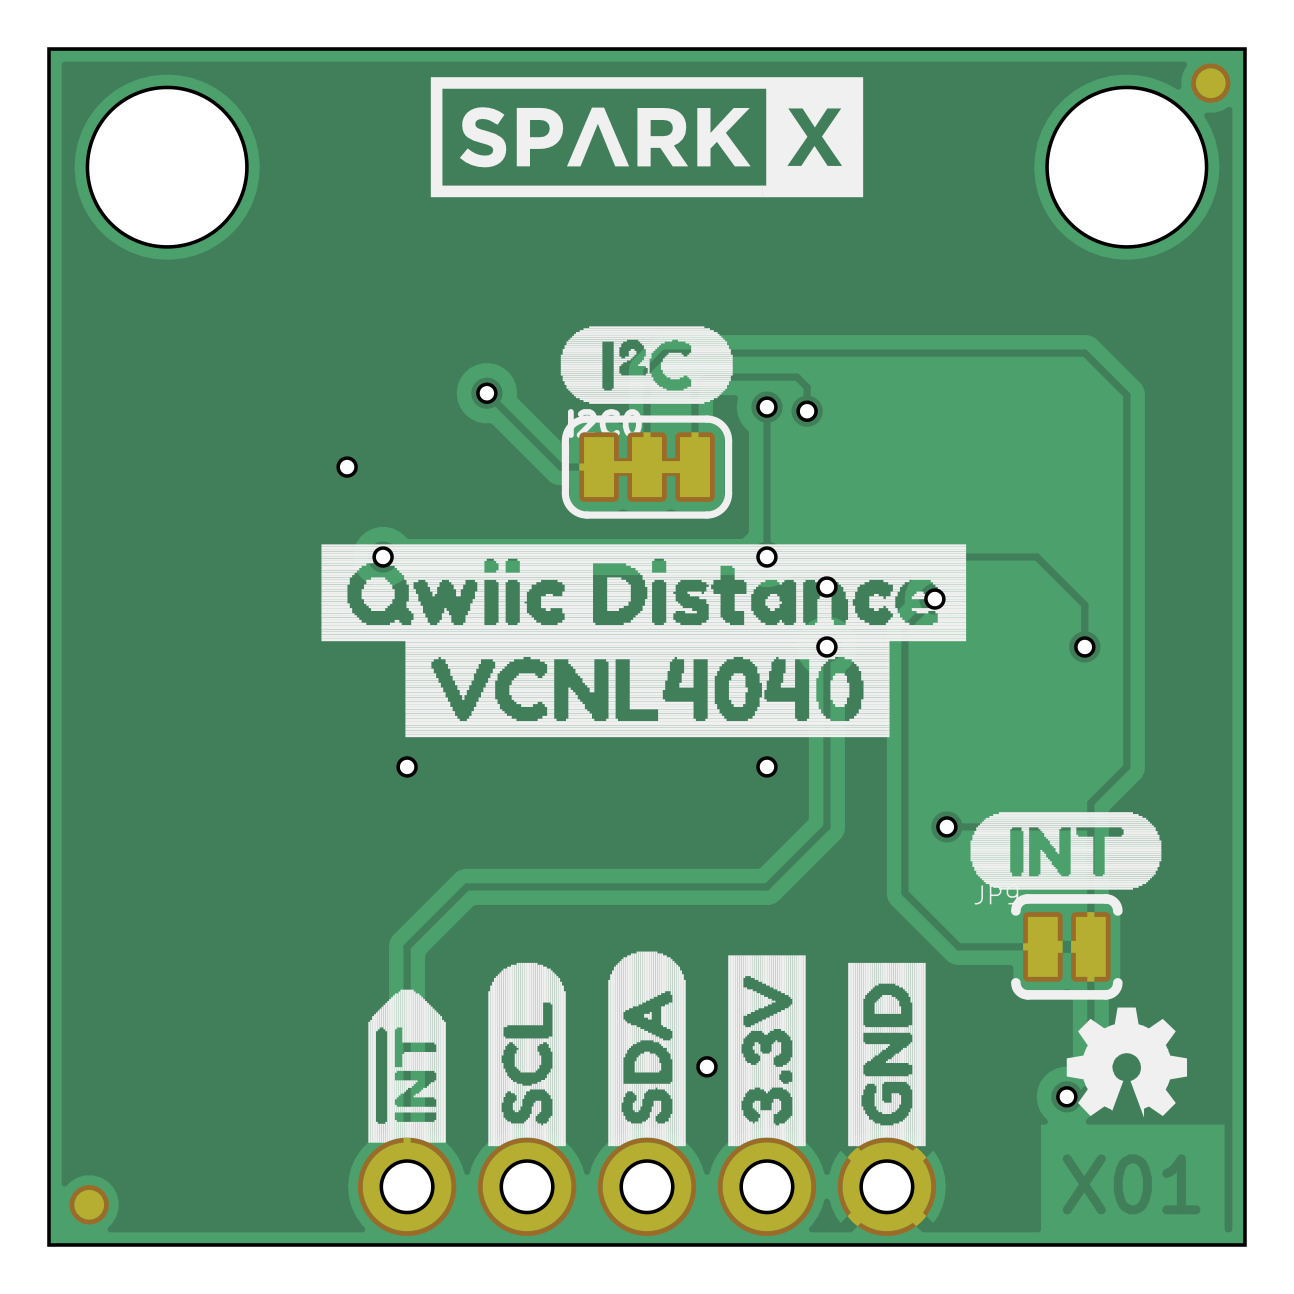 SPARK X
I²C
I2C0
Qwiic Distance
VCNL4040
INT
JP9
INT
SCL
SDA
3.3V
GND
X01